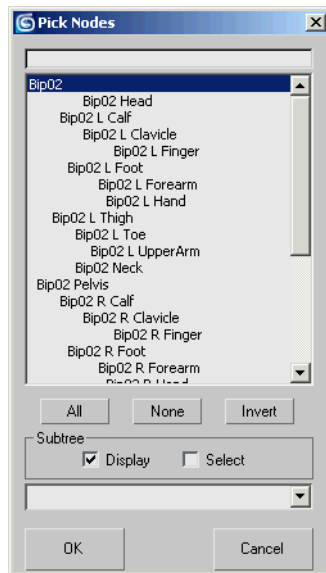 Pick Nodes
Bip02
Bip02 Head
Bip02 L Calf
Bip02 L Clavicle
Bip02 L Finger
Bip02 L Foot
Bip02 L Forearm
Bip02 L Hand
Bip02 L Thigh
Bip02 L Toe
Bip02 L UpperArm
Bip02 Neck
Bip02 Pelvis
Bip02 R Calf
Bip02 R Clavicle
Bip02 R Finger
Bip02 R Foot
Bip02 R Forearm
Bip02 R Hand
All None Invert
Subtree
Display Select
OK Cancel